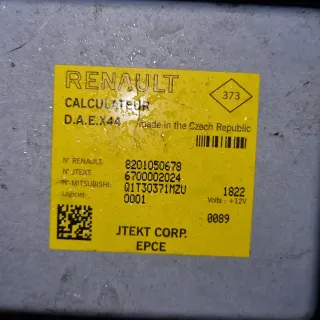 RENAULT
373
CALCULATEUR
D.A.E.X44 made in the Czech Republic
N° RENAULT: 8201050678
N° JTEXT: 6700002024
N° MITSUBISHI: Q1T30371MZU 1822
Logiciel: 0001 Volts : +12V
0089
JTEKT CORP.
EPCE